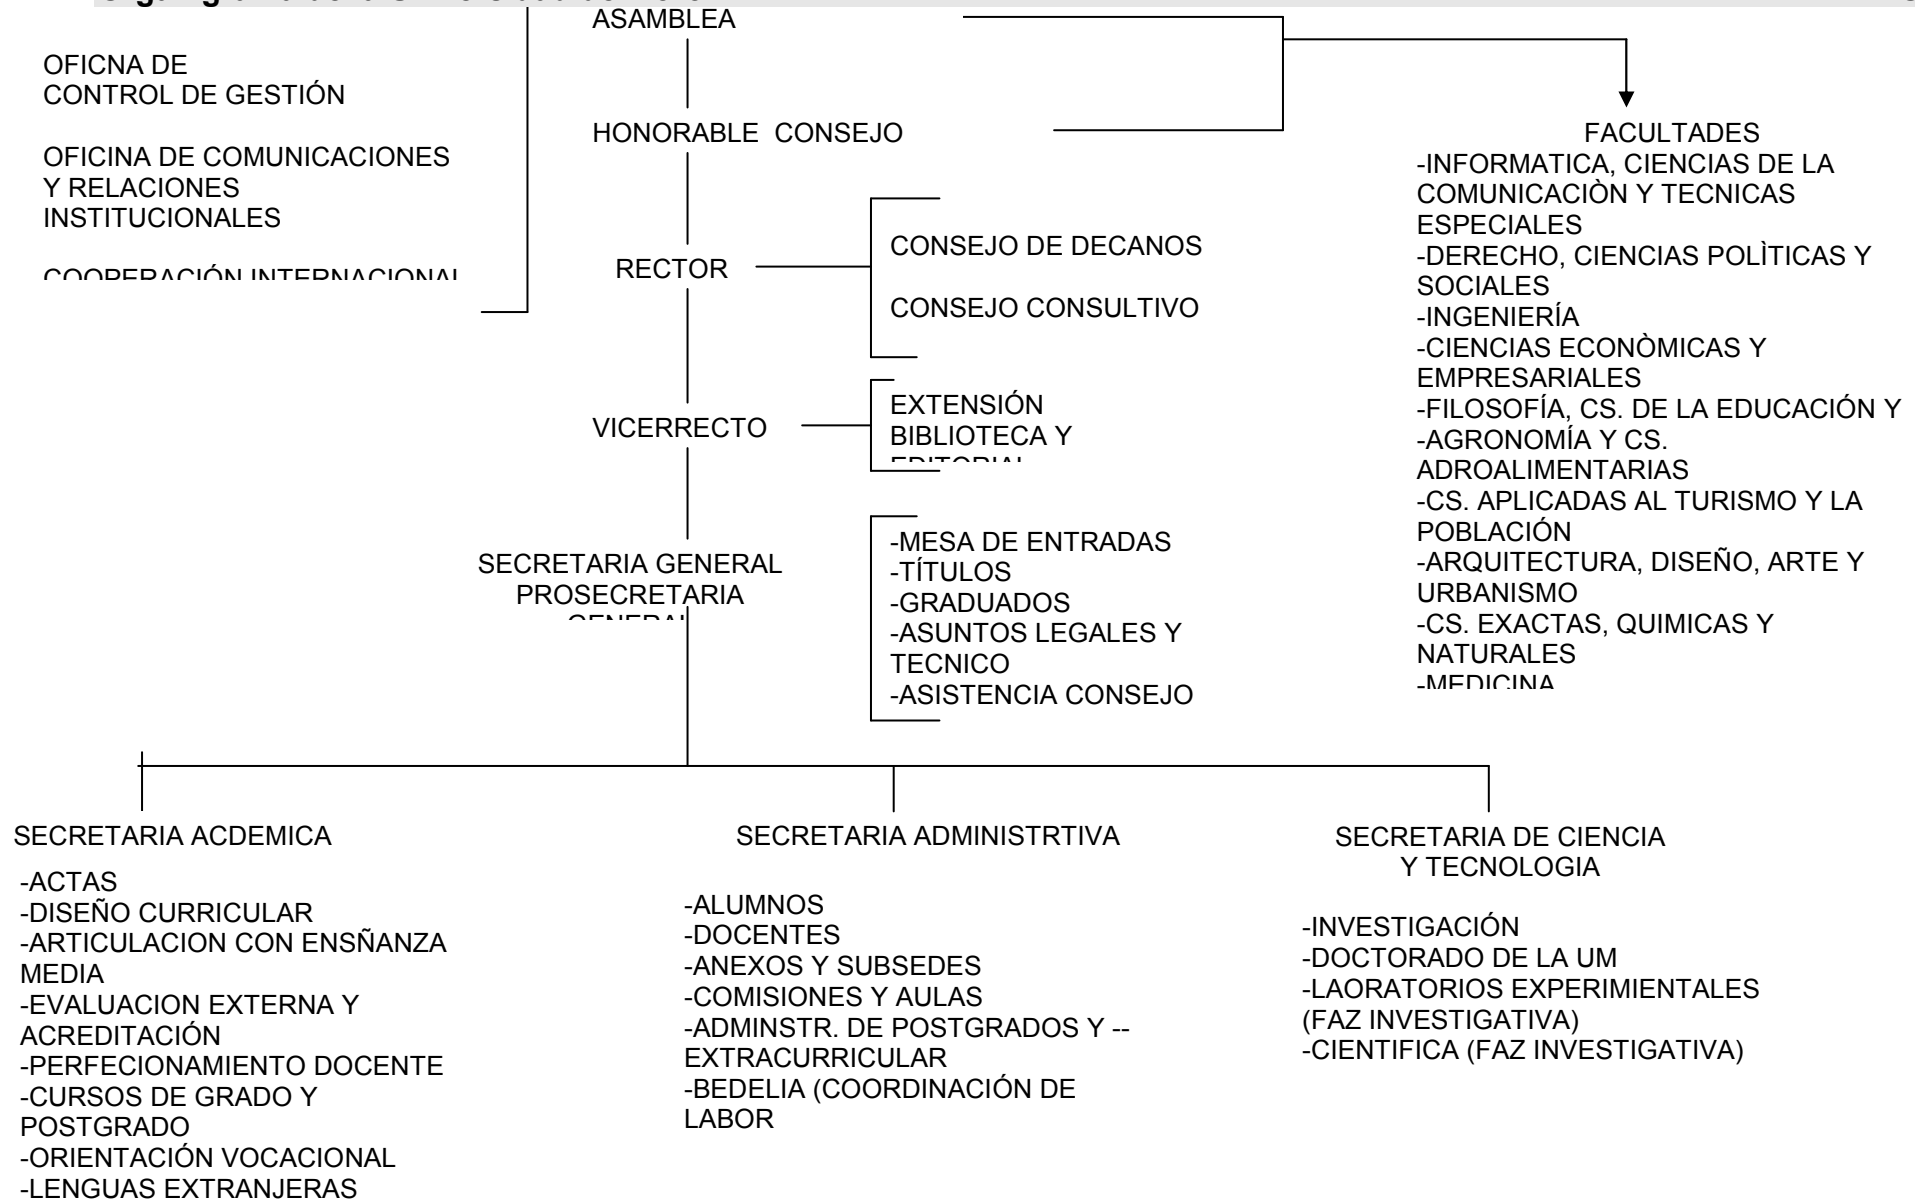 ASAMBLEA
OFICNA DE
CONTROL DE GESTIÓN
OFICINA DE COMUNICACIONES
Y RELACIONES
INSTITUCIONALES
COOPERACIÓN INTERNACIONAL
HONORABLE CONSEJO
RECTOR
CONSEJO DE DECANOS
CONSEJO CONSULTIVO
VICERRECTO
EXTENSIÓN
BIBLIOTECA Y
EDITORIAL
SECRETARIA GENERAL
PROSECRETARIA
GENERAL
-MESA DE ENTRADAS
-TÍTULOS
-GRADUADOS
-ASUNTOS LEGALES Y
TECNICO
-ASISTENCIA CONSEJO
FACULTADES
-INFORMATICA, CIENCIAS DE LA
COMUNICACIÒN Y TECNICAS
ESPECIALES
-DERECHO, CIENCIAS POLÌTICAS Y
SOCIALES
-INGENIERÍA
-CIENCIAS ECONÒMICAS Y
EMPRESARIALES
-FILOSOFÍA, CS. DE LA EDUCACIÓN Y
-AGRONOMÍA Y CS.
ADROALIMENTARIAS
-CS. APLICADAS AL TURISMO Y LA
POBLACIÓN
-ARQUITECTURA, DISEÑO, ARTE Y
URBANISMO
-CS. EXACTAS, QUIMICAS Y
NATURALES
-MEDICINA
SECRETARIA ACDEMICA
-ACTAS
-DISEÑO CURRICULAR
-ARTICULACION CON ENSÑANZA
MEDIA
-EVALUACION EXTERNA Y
ACREDITACIÓN
-PERFECIONAMIENTO DOCENTE
-CURSOS DE GRADO Y
POSTGRADO
-ORIENTACIÓN VOCACIONAL
-LENGUAS EXTRANJERAS
SECRETARIA ADMINISTRTIVA
-ALUMNOS
-DOCENTES
-ANEXOS Y SUBSEDES
-COMISIONES Y AULAS
-ADMINSTR. DE POSTGRADOS Y --
EXTRACURRICULAR
-BEDELIA (COORDINACIÓN DE
LABOR
SECRETARIA DE CIENCIA
Y TECNOLOGIA
-INVESTIGACIÓN
-DOCTORADO DE LA UM
-LAORATORIOS EXPERIMIENTALES
(FAZ INVESTIGATIVA)
-CIENTIFICA (FAZ INVESTIGATIVA)